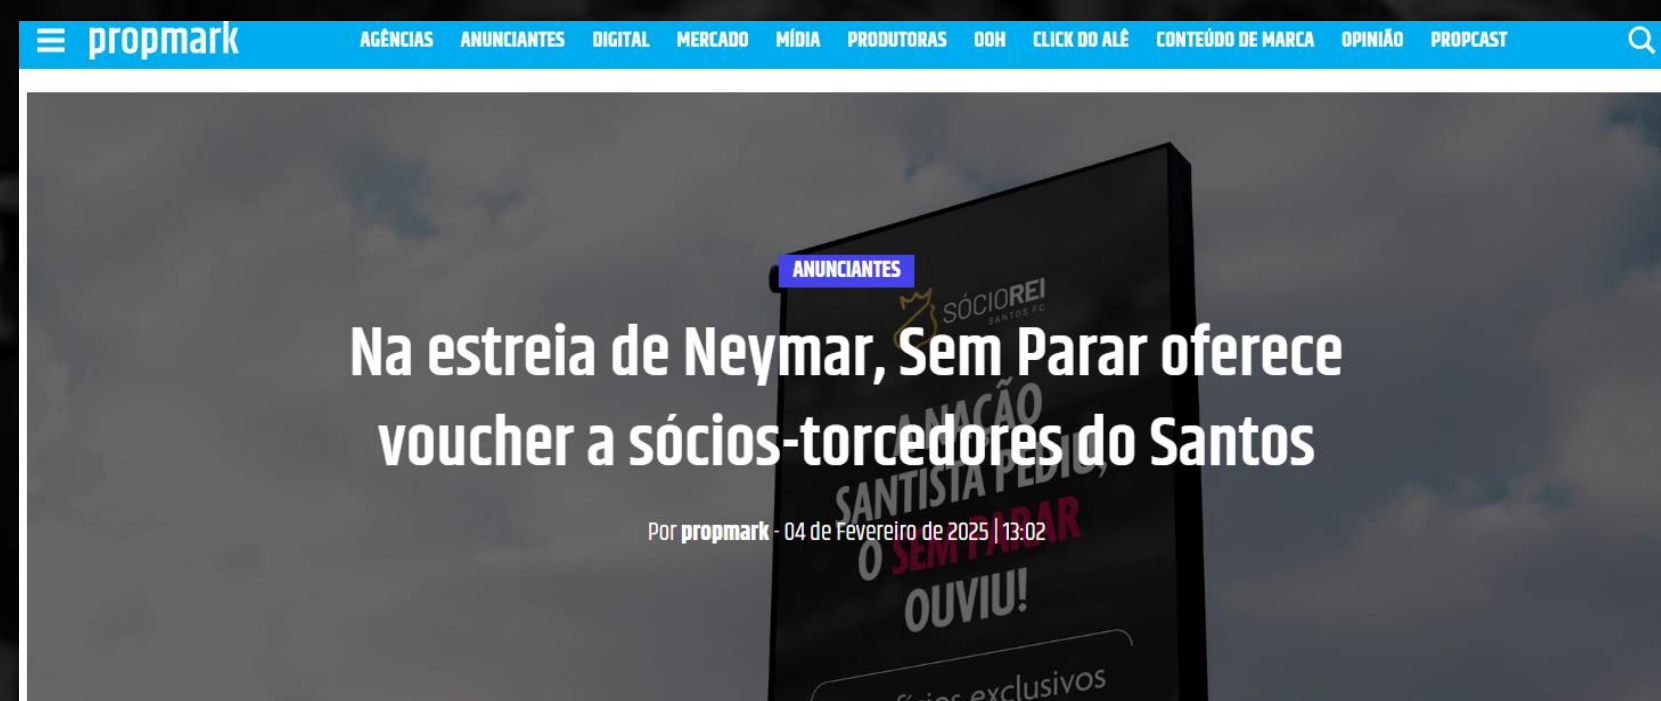 propmark
AGÊNCIAS ANUNCIANTES DIGITAL MERCADO MÍDIA PRODUTORAS OOH CLICK DO ALÊ CONTEÚDO DE MARCA OPINIÃO PROPCAST
ANUNCIANTES
Na estreia de Neymar, Sem Parar oferece
voucher a sócios-torcedores do Santos
Por propmark - 04 de Fevereiro de 2025 | 13:02
SÓCIOREI
SANTOS FC
A NAÇÃO
SANTISTA PEDIU,
O SEM PARAR
OUVIU!
exclusivos